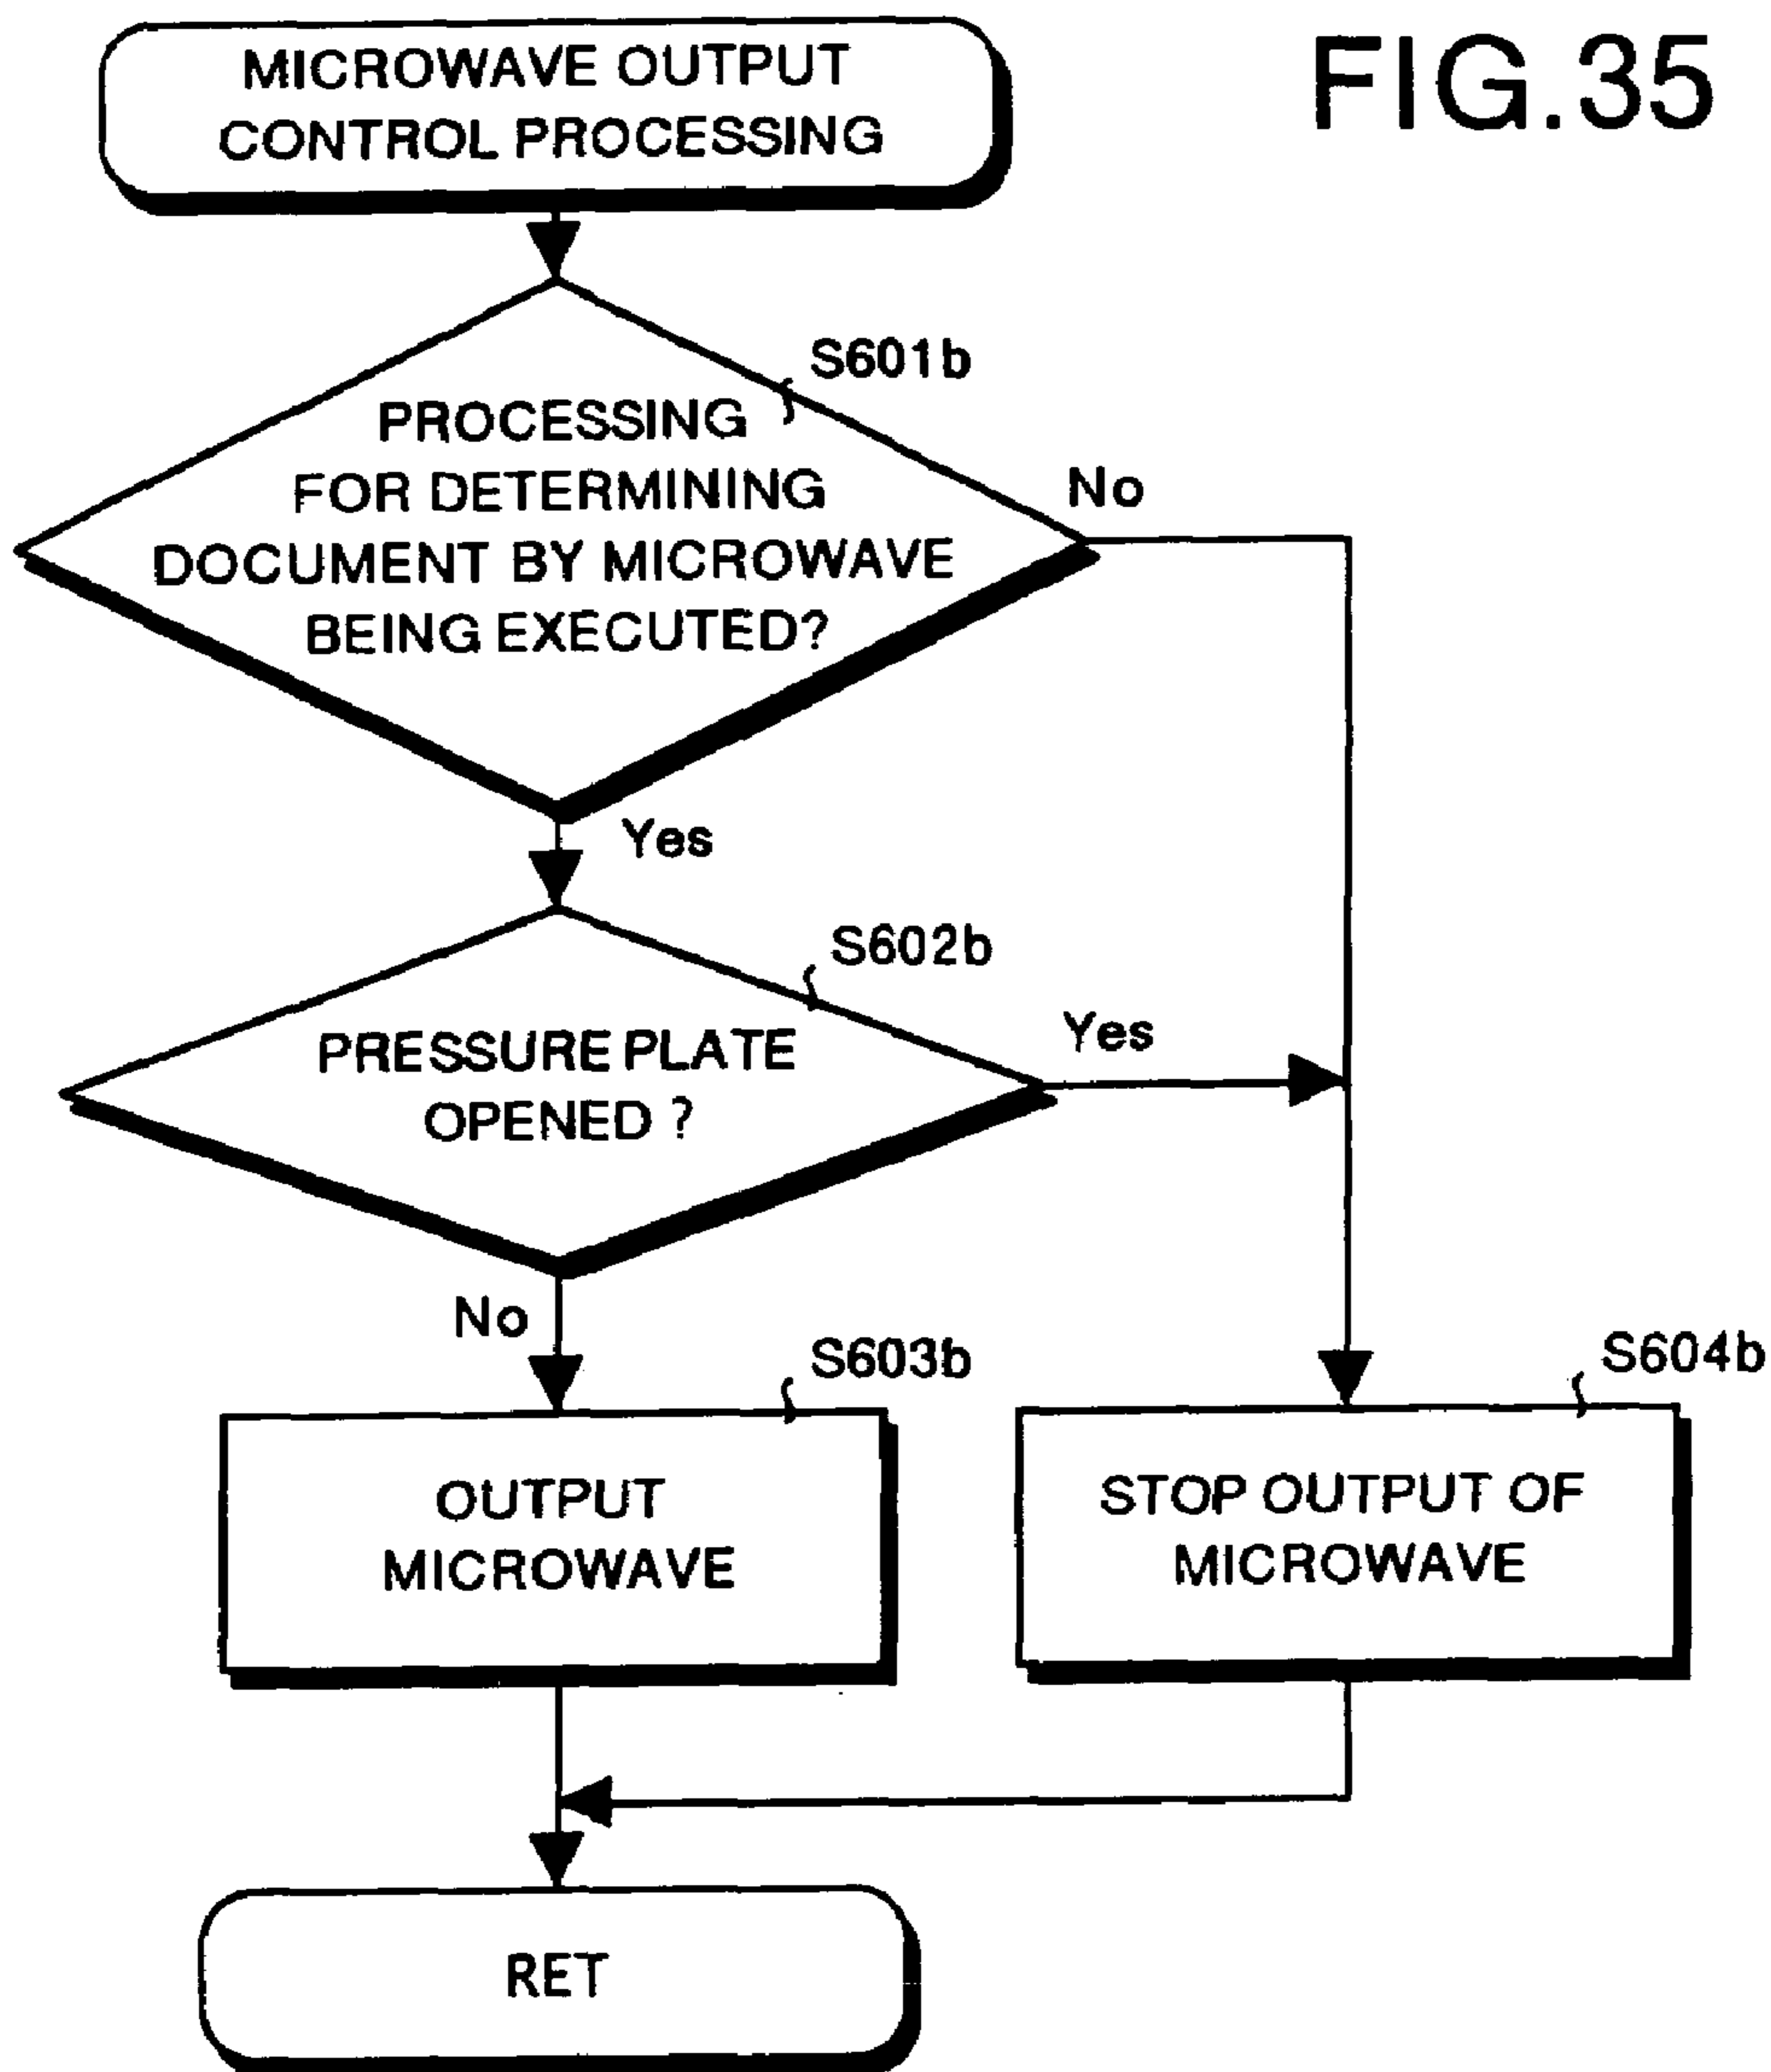 FIG.35
MICROWAVE OUTPUT
CONTROL PROCESSING
S601b
PROCESSING
FOR DETERMINING
DOCUMENT BY MICROWAVE
BEING EXECUTED?
No
Yes
S602b
PRESSURE PLATE
OPENED ?
Yes
No
S603b
OUTPUT
MICROWAVE
S604b
STOP OUTPUT OF
MICROWAVE
RET